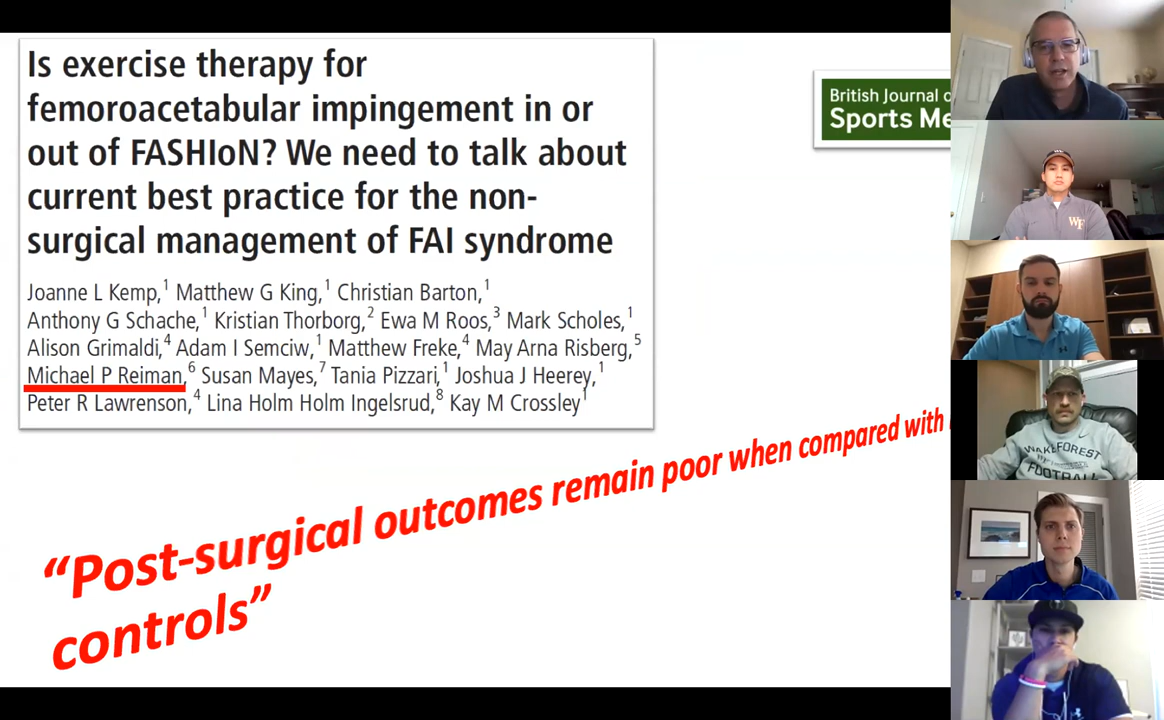 Is exercise therapy for
femoroacetabular impingement in or
out of FASHIoN? We need to talk about
current best practice for the non-
surgical management of FAI syndrome
Joanne L Kemp,¹ Matthew G King,¹ Christian Barton,¹
Anthony G Schache,¹ Kristian Thorborg,² Ewa M Roos,³ Mark Scholes,¹
Alison Grimaldi,⁴ Adam I Semciw,¹ Matthew Freke,⁴ May Arna Risberg,⁵
Michael P Reiman,⁶ Susan Mayes,⁷ Tania Pizzari,¹ Joshua J Heerey,¹
Peter R Lawrenson,⁴ Lina Holm Holm Ingelsrud,⁸ Kay M Crossley¹
British Journal o
Sports Me
“Post-surgical outcomes remain poor when compared with
controls”
WF
WAKE FOREST
FOOTBALL